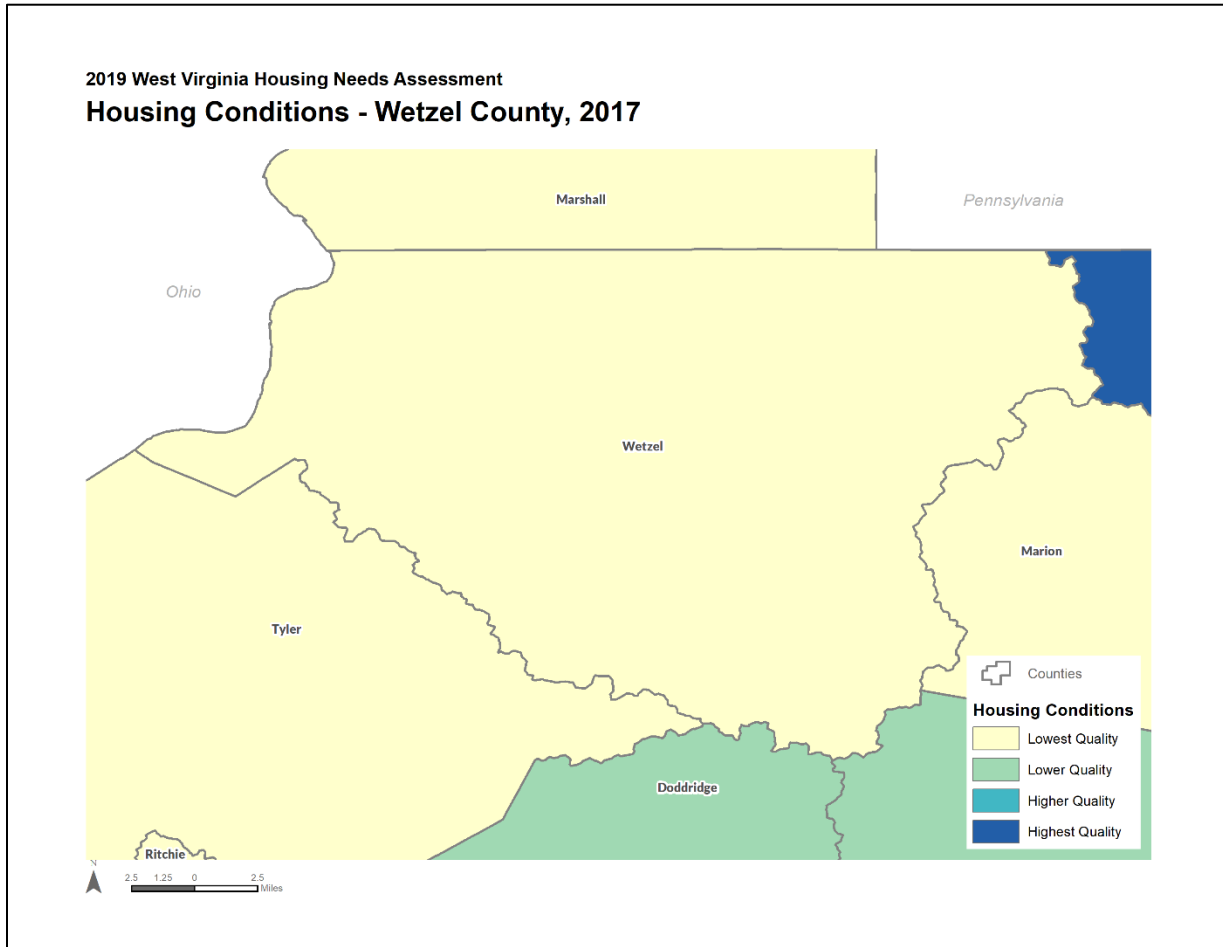 2019 West Virginia Housing Needs Assessment
Housing Conditions - Wetzel County, 2017
Marshall
Pennsylvania
Ohio
Wetzel
Marion
Tyler
Counties
Housing Conditions
Lowest Quality
Lower Quality
Higher Quality
Highest Quality
Doddridge
Ritchie
N
2.5 1.25 0 2.5
Miles